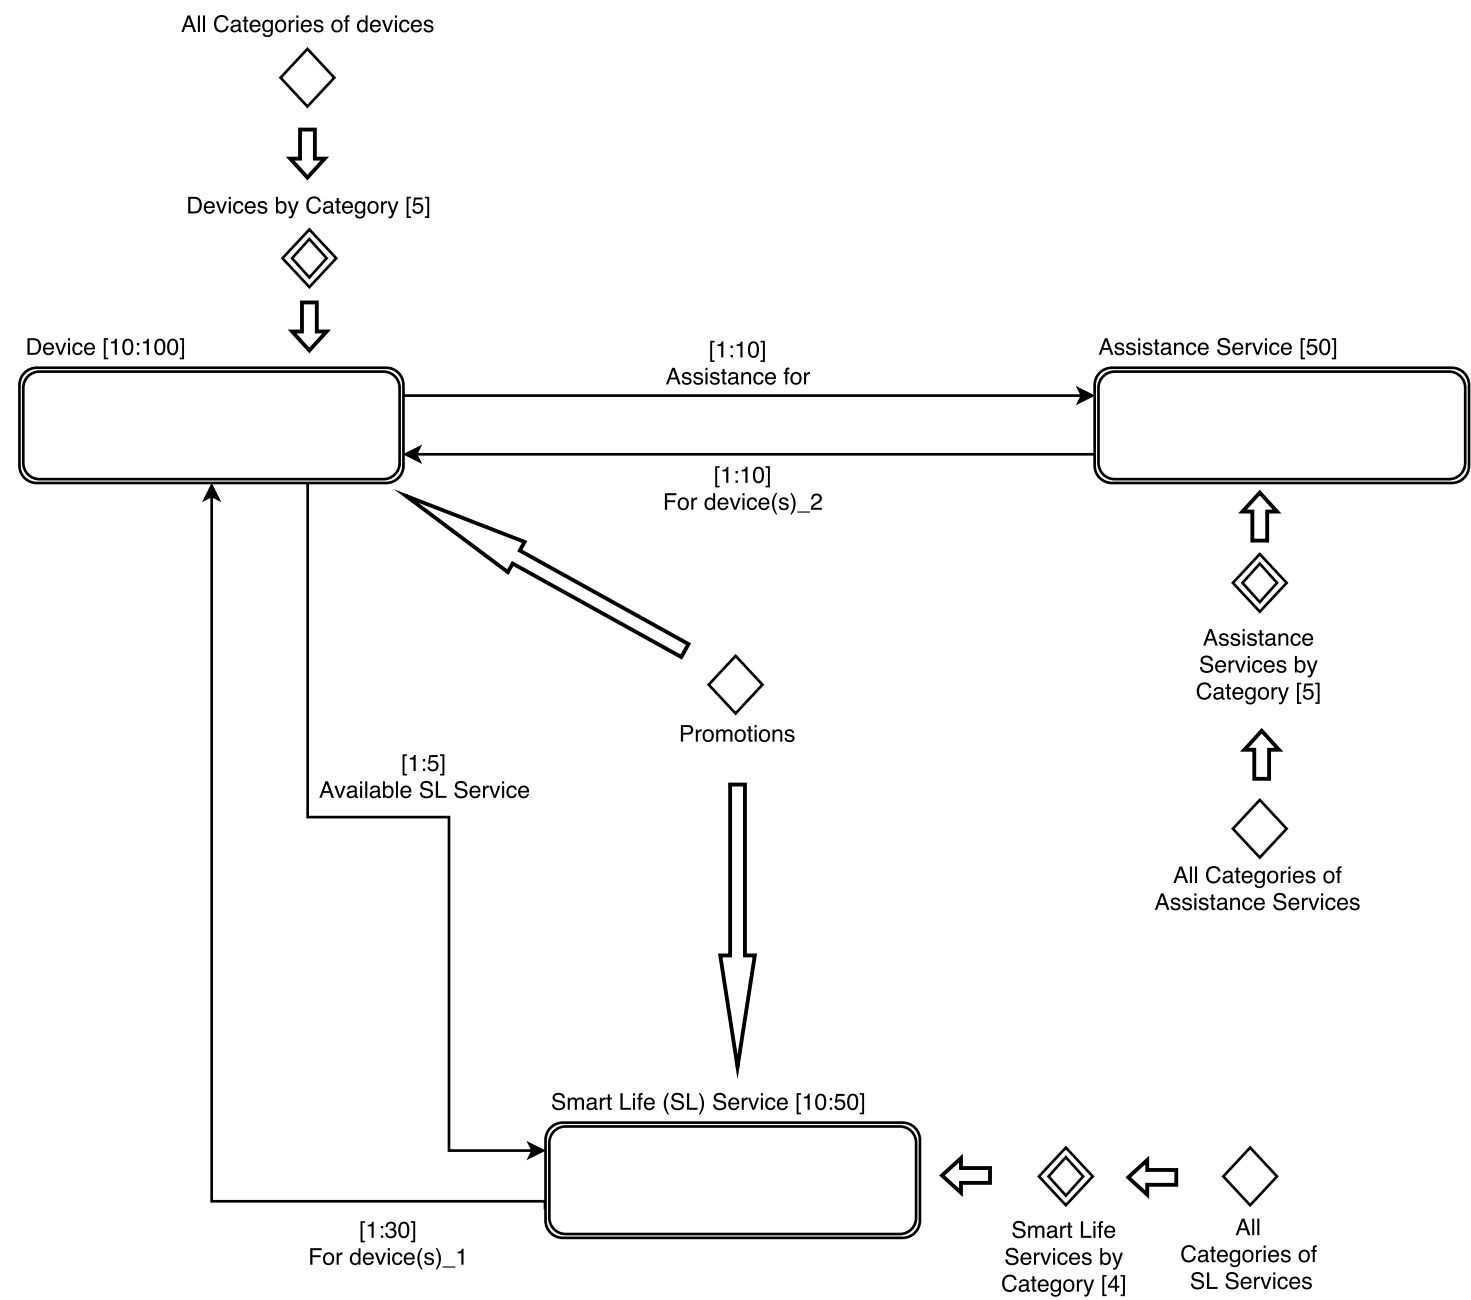 All Categories of devices
Devices by Category [5]
Device [10:100]
[1:10]
Assistance for
Assistance Service [50]
[1:10]
For device(s)_2
Assistance
Services by
Category [5]
Promotions
[1:5]
Available SL Service
All Categories of
Assistance Services
Smart Life (SL) Service [10:50]
[1:30]
For device(s)_1
Smart Life
Services by
Category [4]
All
Categories of
SL Services